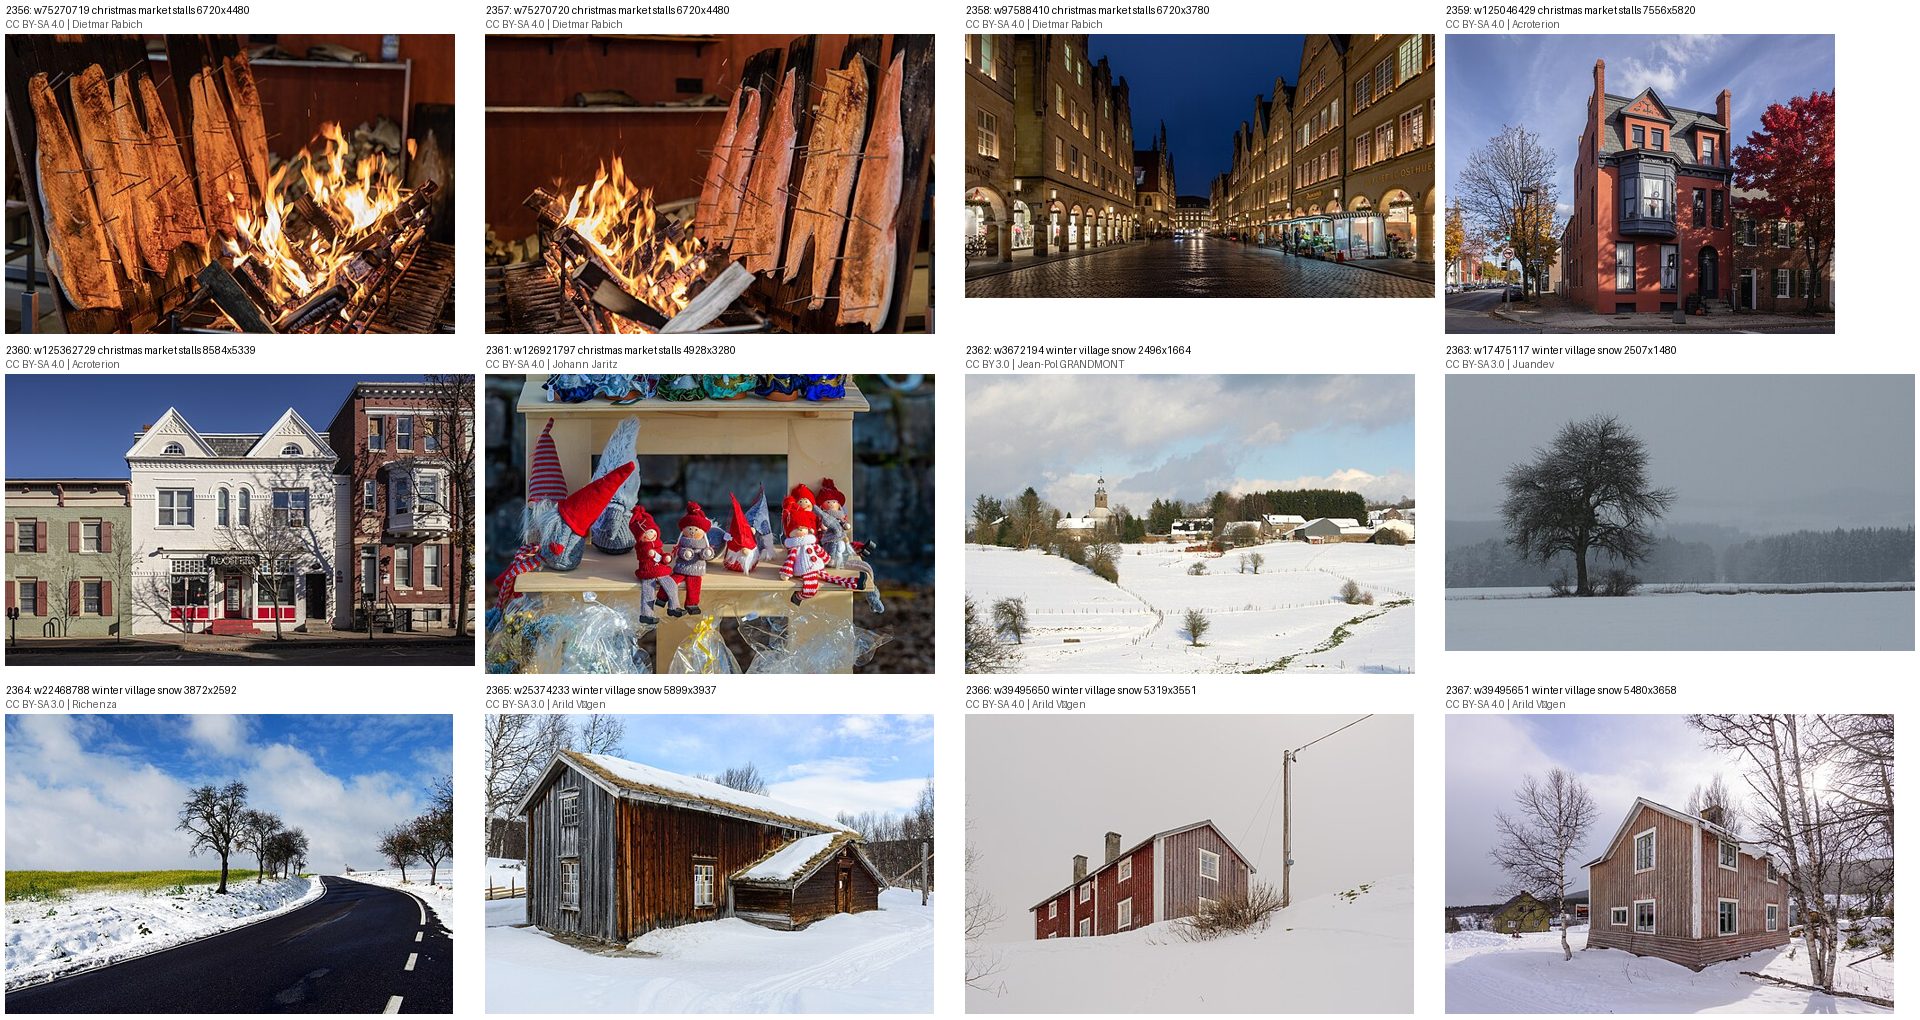 2356: w75270719 christmas market stalls 6720x4480
CC BY-SA 4.0 | Dietmar Rabich
2357: w75270720 christmas market stalls 6720x4480
CC BY-SA 4.0 | Dietmar Rabich
2358: w97588410 christmas market stalls 6720x3780
CC BY-SA 4.0 | Dietmar Rabich
2359: w125046429 christmas market stalls 7556x5820
CC BY-SA 4.0 | Acroterion
2360: w125362729 christmas market stalls 8584x5339
CC BY-SA 4.0 | Acroterion
2361: w126921797 christmas market stalls 4928x3280
CC BY-SA 4.0 | Johann Jaritz
2362: w3672194 winter village snow 2496x1664
CC BY 3.0 | Jean-Pol GRANDMONT
2363: w17475117 winter village snow 2507x1480
CC BY-SA 3.0 | Juandev
2364: w22468788 winter village snow 3872x2592
CC BY-SA 3.0 | Richenza
2365: w25374233 winter village snow 5899x3937
CC BY-SA 3.0 | Arild V▯gen
2366: w39495650 winter village snow 5319x3551
CC BY-SA 4.0 | Arild V▯gen
2367: w39495651 winter village snow 5480x3658
CC BY-SA 4.0 | Arild V▯gen